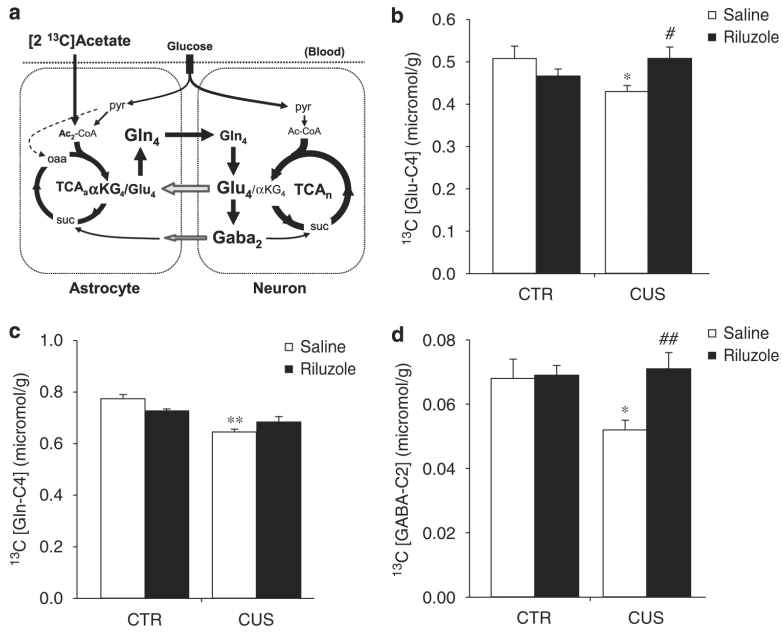 a
[2 ¹³C]Acetate
Glucose
(Blood)
pyr
pyr
Ac₂-CoA
Gln₄
Gln₄
Ac-CoA
oaa
TCAₐαKG₄/Glu₄
Glu₄/αKG₄
TCAₙ
suc
suc
Gaba₂
Astrocyte
Neuron
b
Saline
Riluzole
¹³C [Glu-C4] (micromol/g)
0.6
0.5
0.4
0.3
0.2
0.1
0.0
*
#
CTR
CUS
c
Saline
Riluzole
¹³C [Gln-C4] (micromol/g)
1.0
0.8
0.6
0.4
0.2
0.0
**
CTR
CUS
d
Saline
Riluzole
¹³C [GABA-C2] (micromol/g)
0.08
0.06
0.04
0.02
0.00
*
##
CTR
CUS